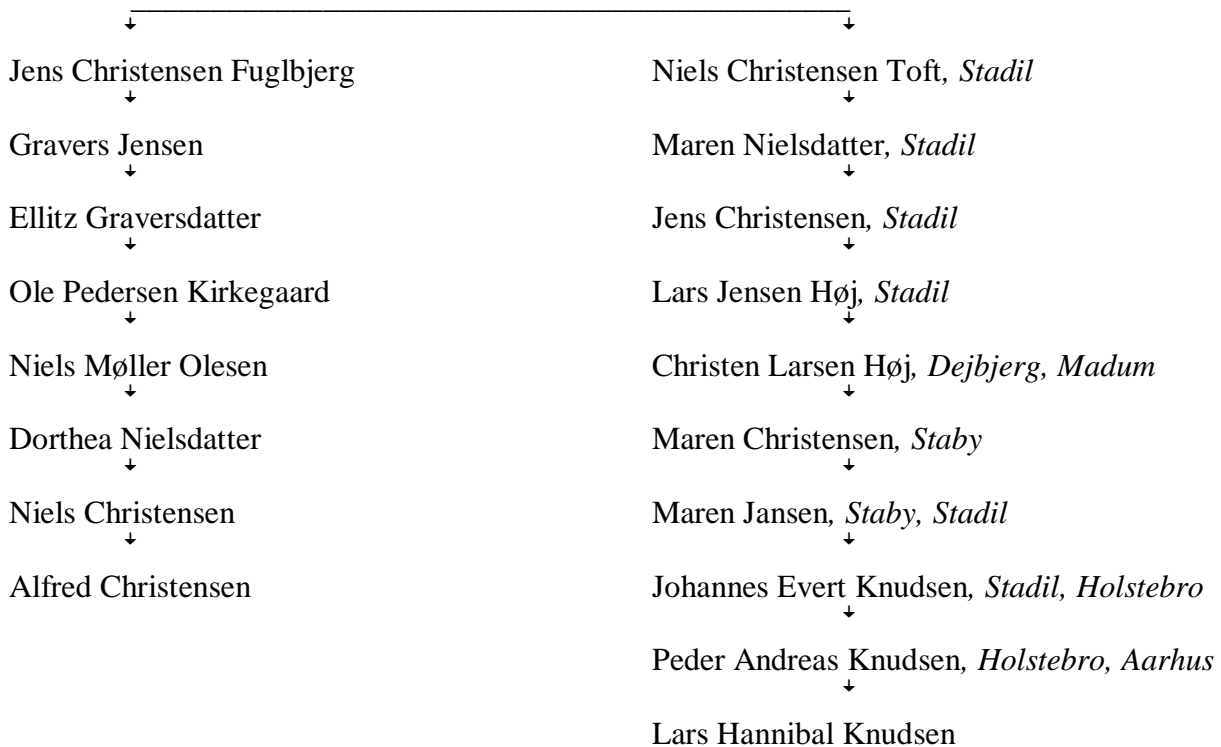 Jens Christensen Fuglbjerg
Niels Christensen Toft, Stadil
Gravers Jensen
Maren Nielsdatter, Stadil
Ellitz Graversdatter
Jens Christensen, Stadil
Ole Pedersen Kirkegaard
Lars Jensen Høj, Stadil
Niels Møller Olesen
Christen Larsen Høj, Dejbjerg, Madum
Dorthea Nielsdatter
Maren Christensen, Staby
Niels Christensen
Maren Jansen, Staby, Stadil
Alfred Christensen
Johannes Evert Knudsen, Stadil, Holstebro
Peder Andreas Knudsen, Holstebro, Aarhus
Lars Hannibal Knudsen